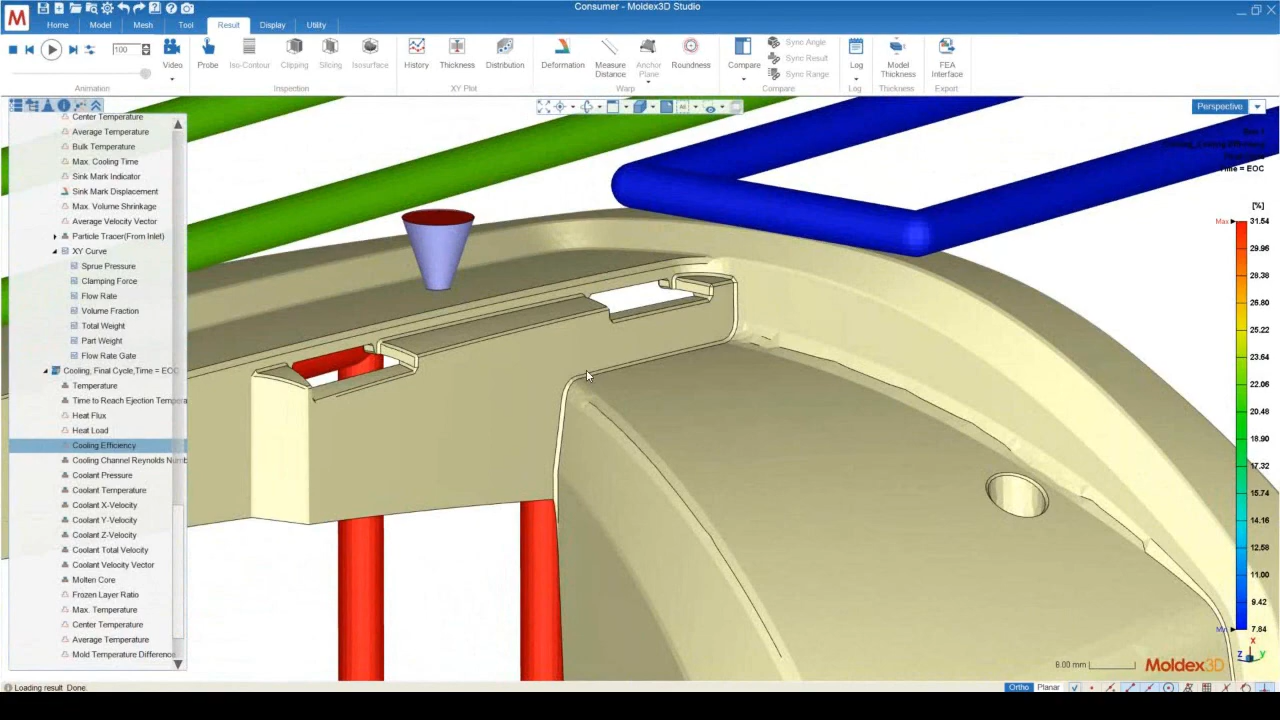 Consumer - Moldex3D Studio
M
Home Model Mesh Tool Result Display Utility
100
Video Probe Iso-Contour Clipping Slicing Isosurface History Thickness Distribution Deformation Measure Distance Anchor Plane Roundness Compare Sync Angle Sync Result Sync Range Log Model Thickness FEA Interface
Animation Inspection XY Plot Warp Compare Log Thickness Export
Perspective
Center Temperature
Average Temperature
Bulk Temperature
Max. Cooling Time
Sink Mark Indicator
Sink Mark Displacement
Max. Volume Shrinkage
Average Velocity Vector
Particle Tracer(From Inlet)
XY Curve
Sprue Pressure
Clamping Force
Flow Rate
Volume Fraction
Total Weight
Part Weight
Flow Rate Gate
Cooling, Final Cycle,Time = EOC
Temperature
Time to Reach Ejection Tempera
Heat Flux
Heat Load
Cooling Efficiency
Cooling Channel Reynolds Numb
Coolant Pressure
Coolant Temperature
Coolant X-Velocity
Coolant Y-Velocity
Coolant Z-Velocity
Coolant Total Velocity
Coolant Velocity Vector
Molten Core
Frozen Layer Ratio
Max. Temperature
Center Temperature
Average Temperature
Mold Temperature Difference
Time = EOC
[%]
Max 31.54
29.96
28.38
26.80
25.22
23.64
22.06
20.48
18.90
17.32
15.74
14.16
12.58
11.00
9.42
7.84
x
z y
8.00 mm
Moldex3D
Loading result Done.
Ortho Planar